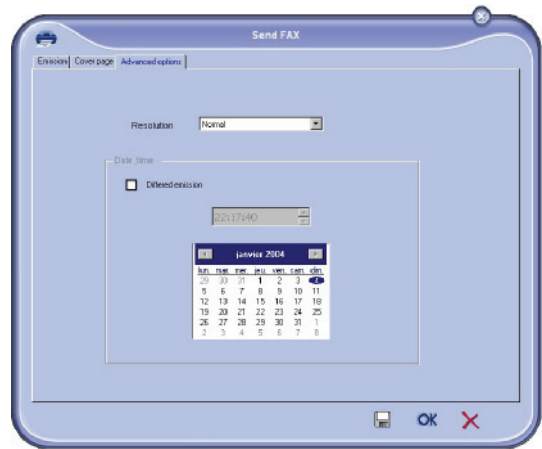 Send FAX
Emission Cover page Advanced options
Resolution Normal
Date_time
Differed emission
22:17:40
janvier 2004
lun. mar. mer. jeu. ven. sam. dim.
29 30 31 1 2 3 4
5 6 7 8 9 10 11
12 13 14 15 16 17 18
19 20 21 22 23 24 25
26 27 28 29 30 31 1
2 3 4 5 6 7 8
OK